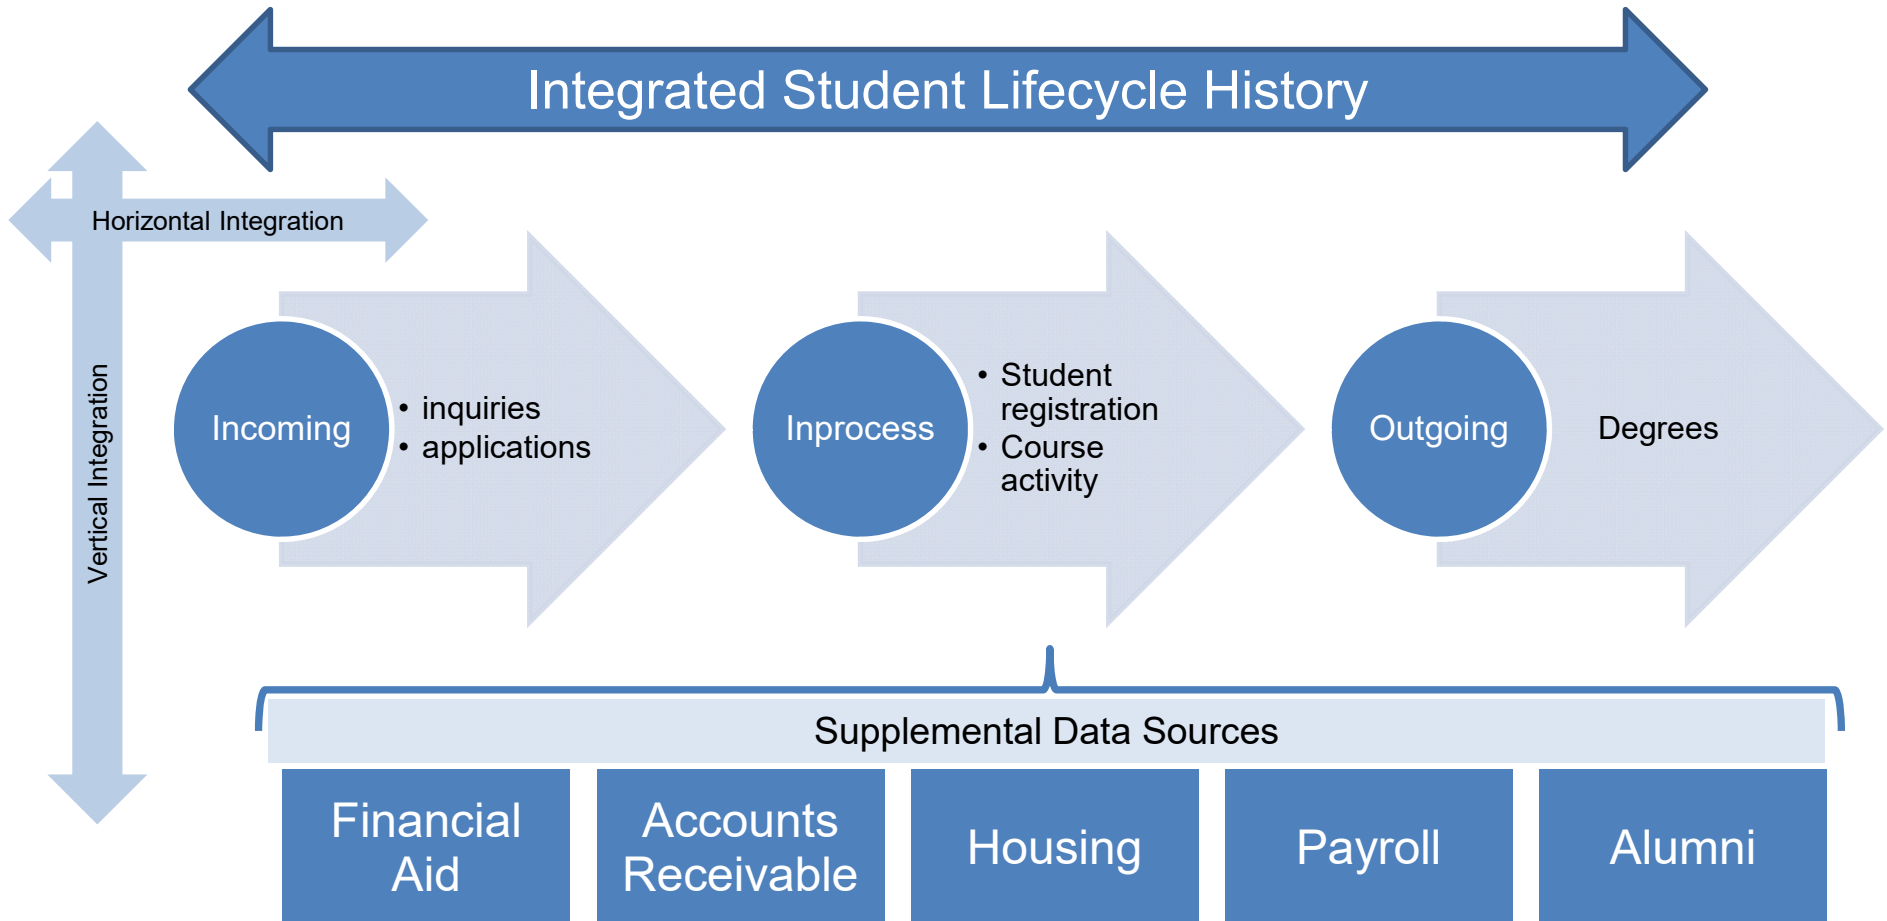 Integrated Student Lifecycle History
Horizontal Integration
Vertical Integration
Incoming
• inquiries
• applications
Inprocess
• Student
registration
• Course
activity
Outgoing
Degrees
Supplemental Data Sources
Financial
Aid
Accounts
Receivable
Housing
Payroll
Alumni